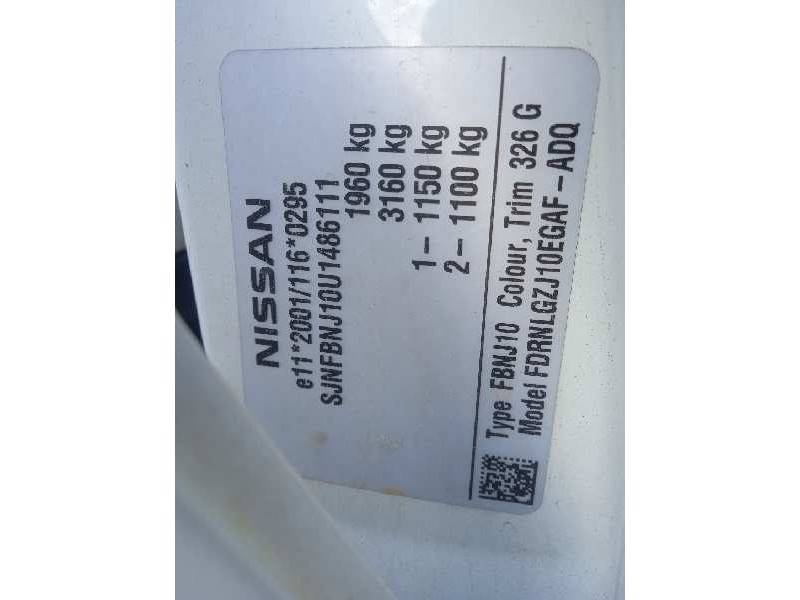 NISSAN
e11*2001/116*0295
SJNFBNJ10U1486111
1960 kg
3160 kg
1- 1150 kg
2- 1100 kg
Type FBNJ10 Colour, Trim 326 G
Model FDRNLGZJ10EGAF-ADQ